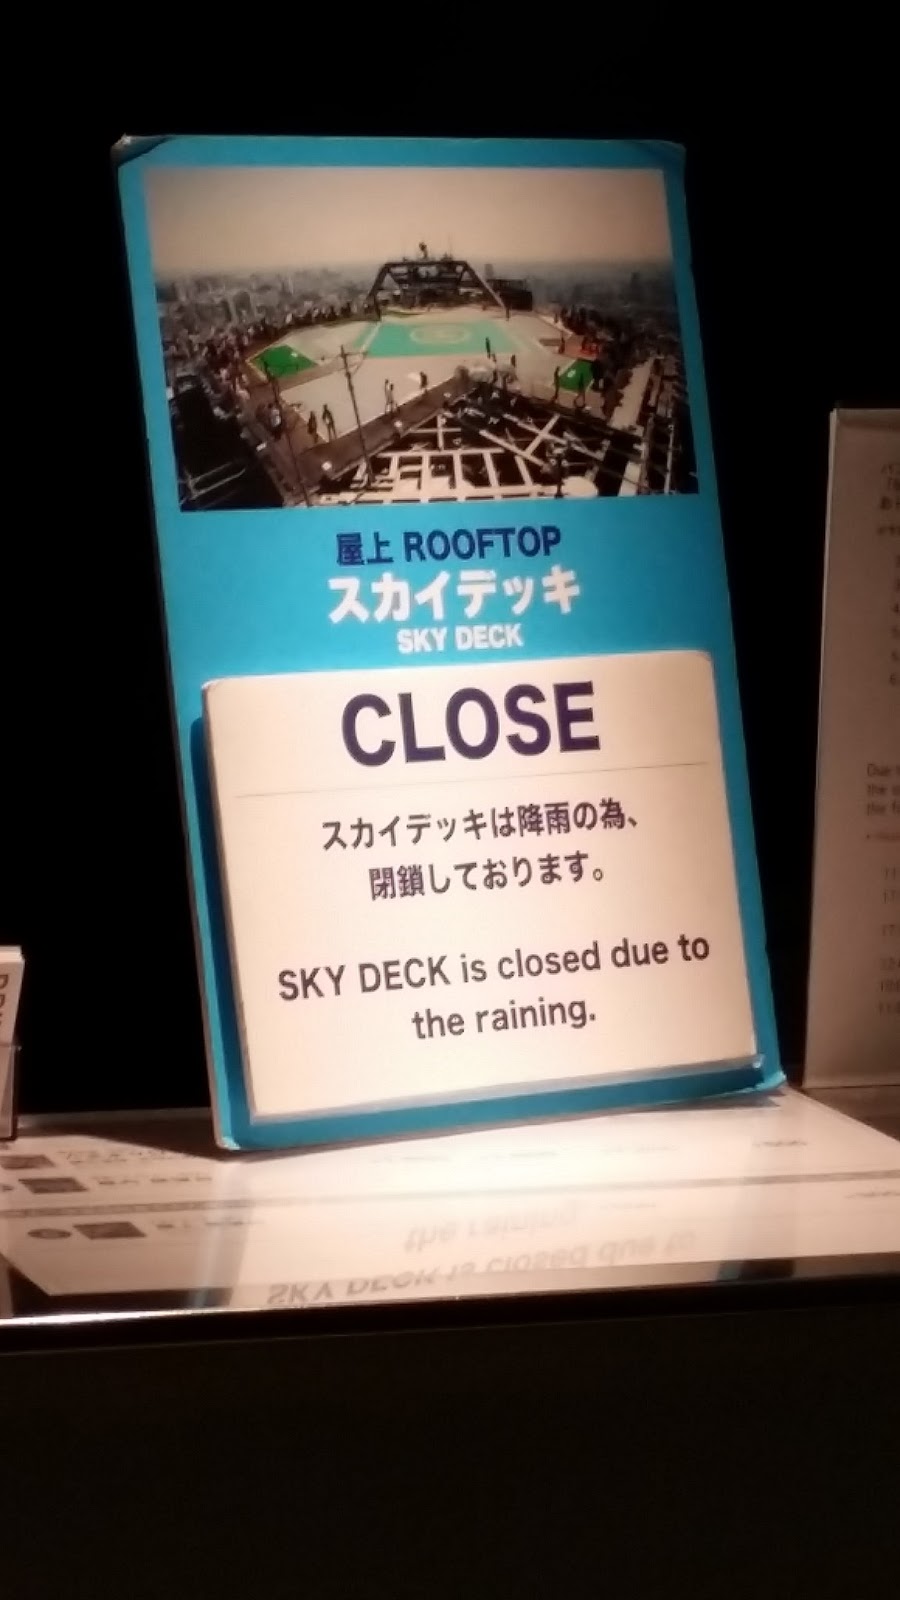 屋上 ROOFTOP
スカイデッキ
SKY DECK
CLOSE
スカイデッキは降雨の為、
閉鎖しております。
SKY DECK is closed due to
the raining.